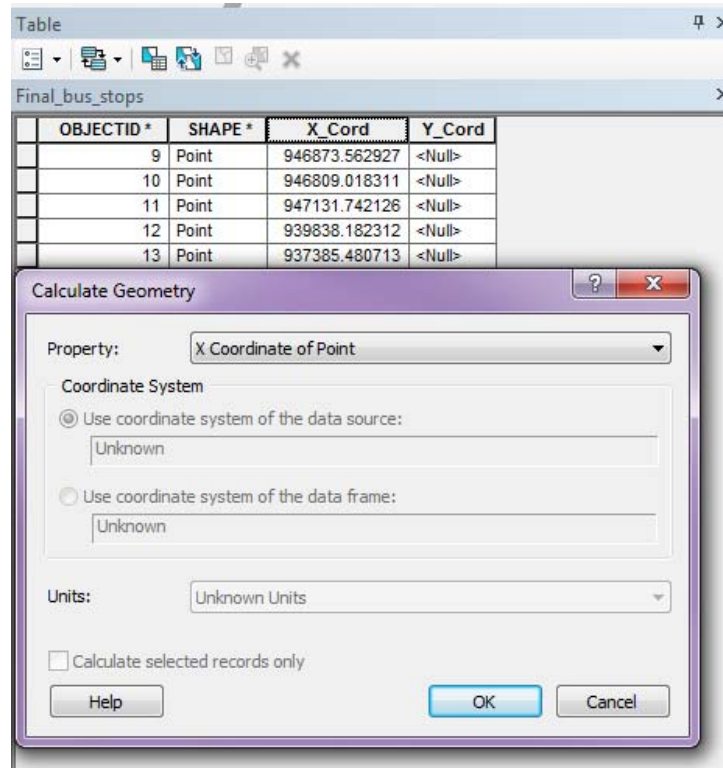 Table
Final_bus_stops
OBJECTID * SHAPE * X_Cord Y_Cord
9 Point 946873.562927 <Null>
10 Point 946809.018311 <Null>
11 Point 947131.742126 <Null>
12 Point 939838.182312 <Null>
13 Point 937385.480713 <Null>
Calculate Geometry
Property: X Coordinate of Point
Coordinate System
Use coordinate system of the data source:
Unknown
Use coordinate system of the data frame:
Unknown
Units: Unknown Units
Calculate selected records only
Help OK Cancel